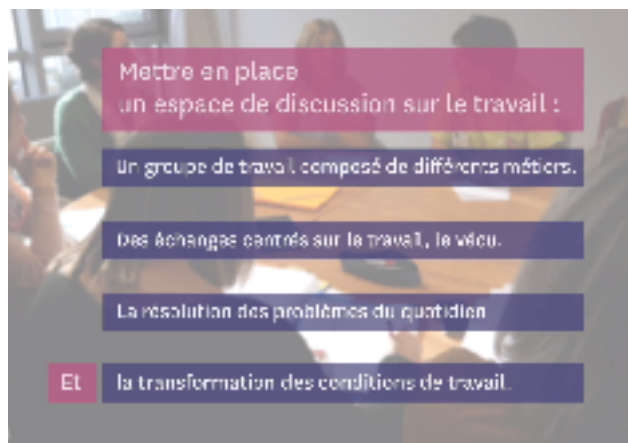 Mettre en place
un espace de discussion sur le travail :
Un groupe de travail composé de différents métiers.
Des échanges centrés sur le travail, le vécu.
La résolution des problèmes du quotidien
Et la transformation des conditions de travail.